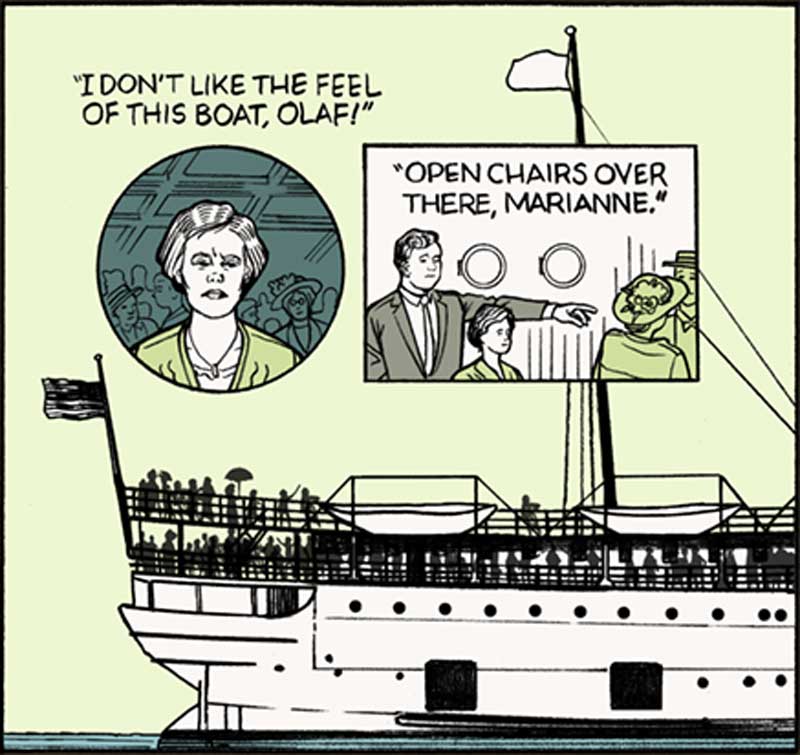 "I DON'T LIKE THE FEEL
OF THIS BOAT, OLAF!"
"OPEN CHAIRS OVER
THERE, MARIANNE."